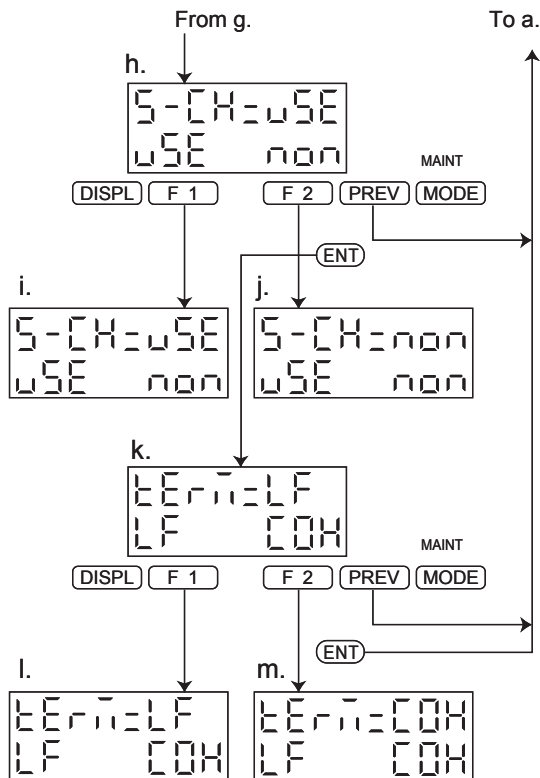 From g.
To a.
h.
S-CH=uSE
uSE non
MAINT
DISPL F 1 F 2 PREV MODE
ENT
i.
S-CH=uSE
uSE non
j.
S-CH=non
uSE non
k.
tErm=LF
LF COH
MAINT
DISPL F 1 F 2 PREV MODE
ENT
l.
tErm=LF
LF COH
m.
tErm=COH
LF COH